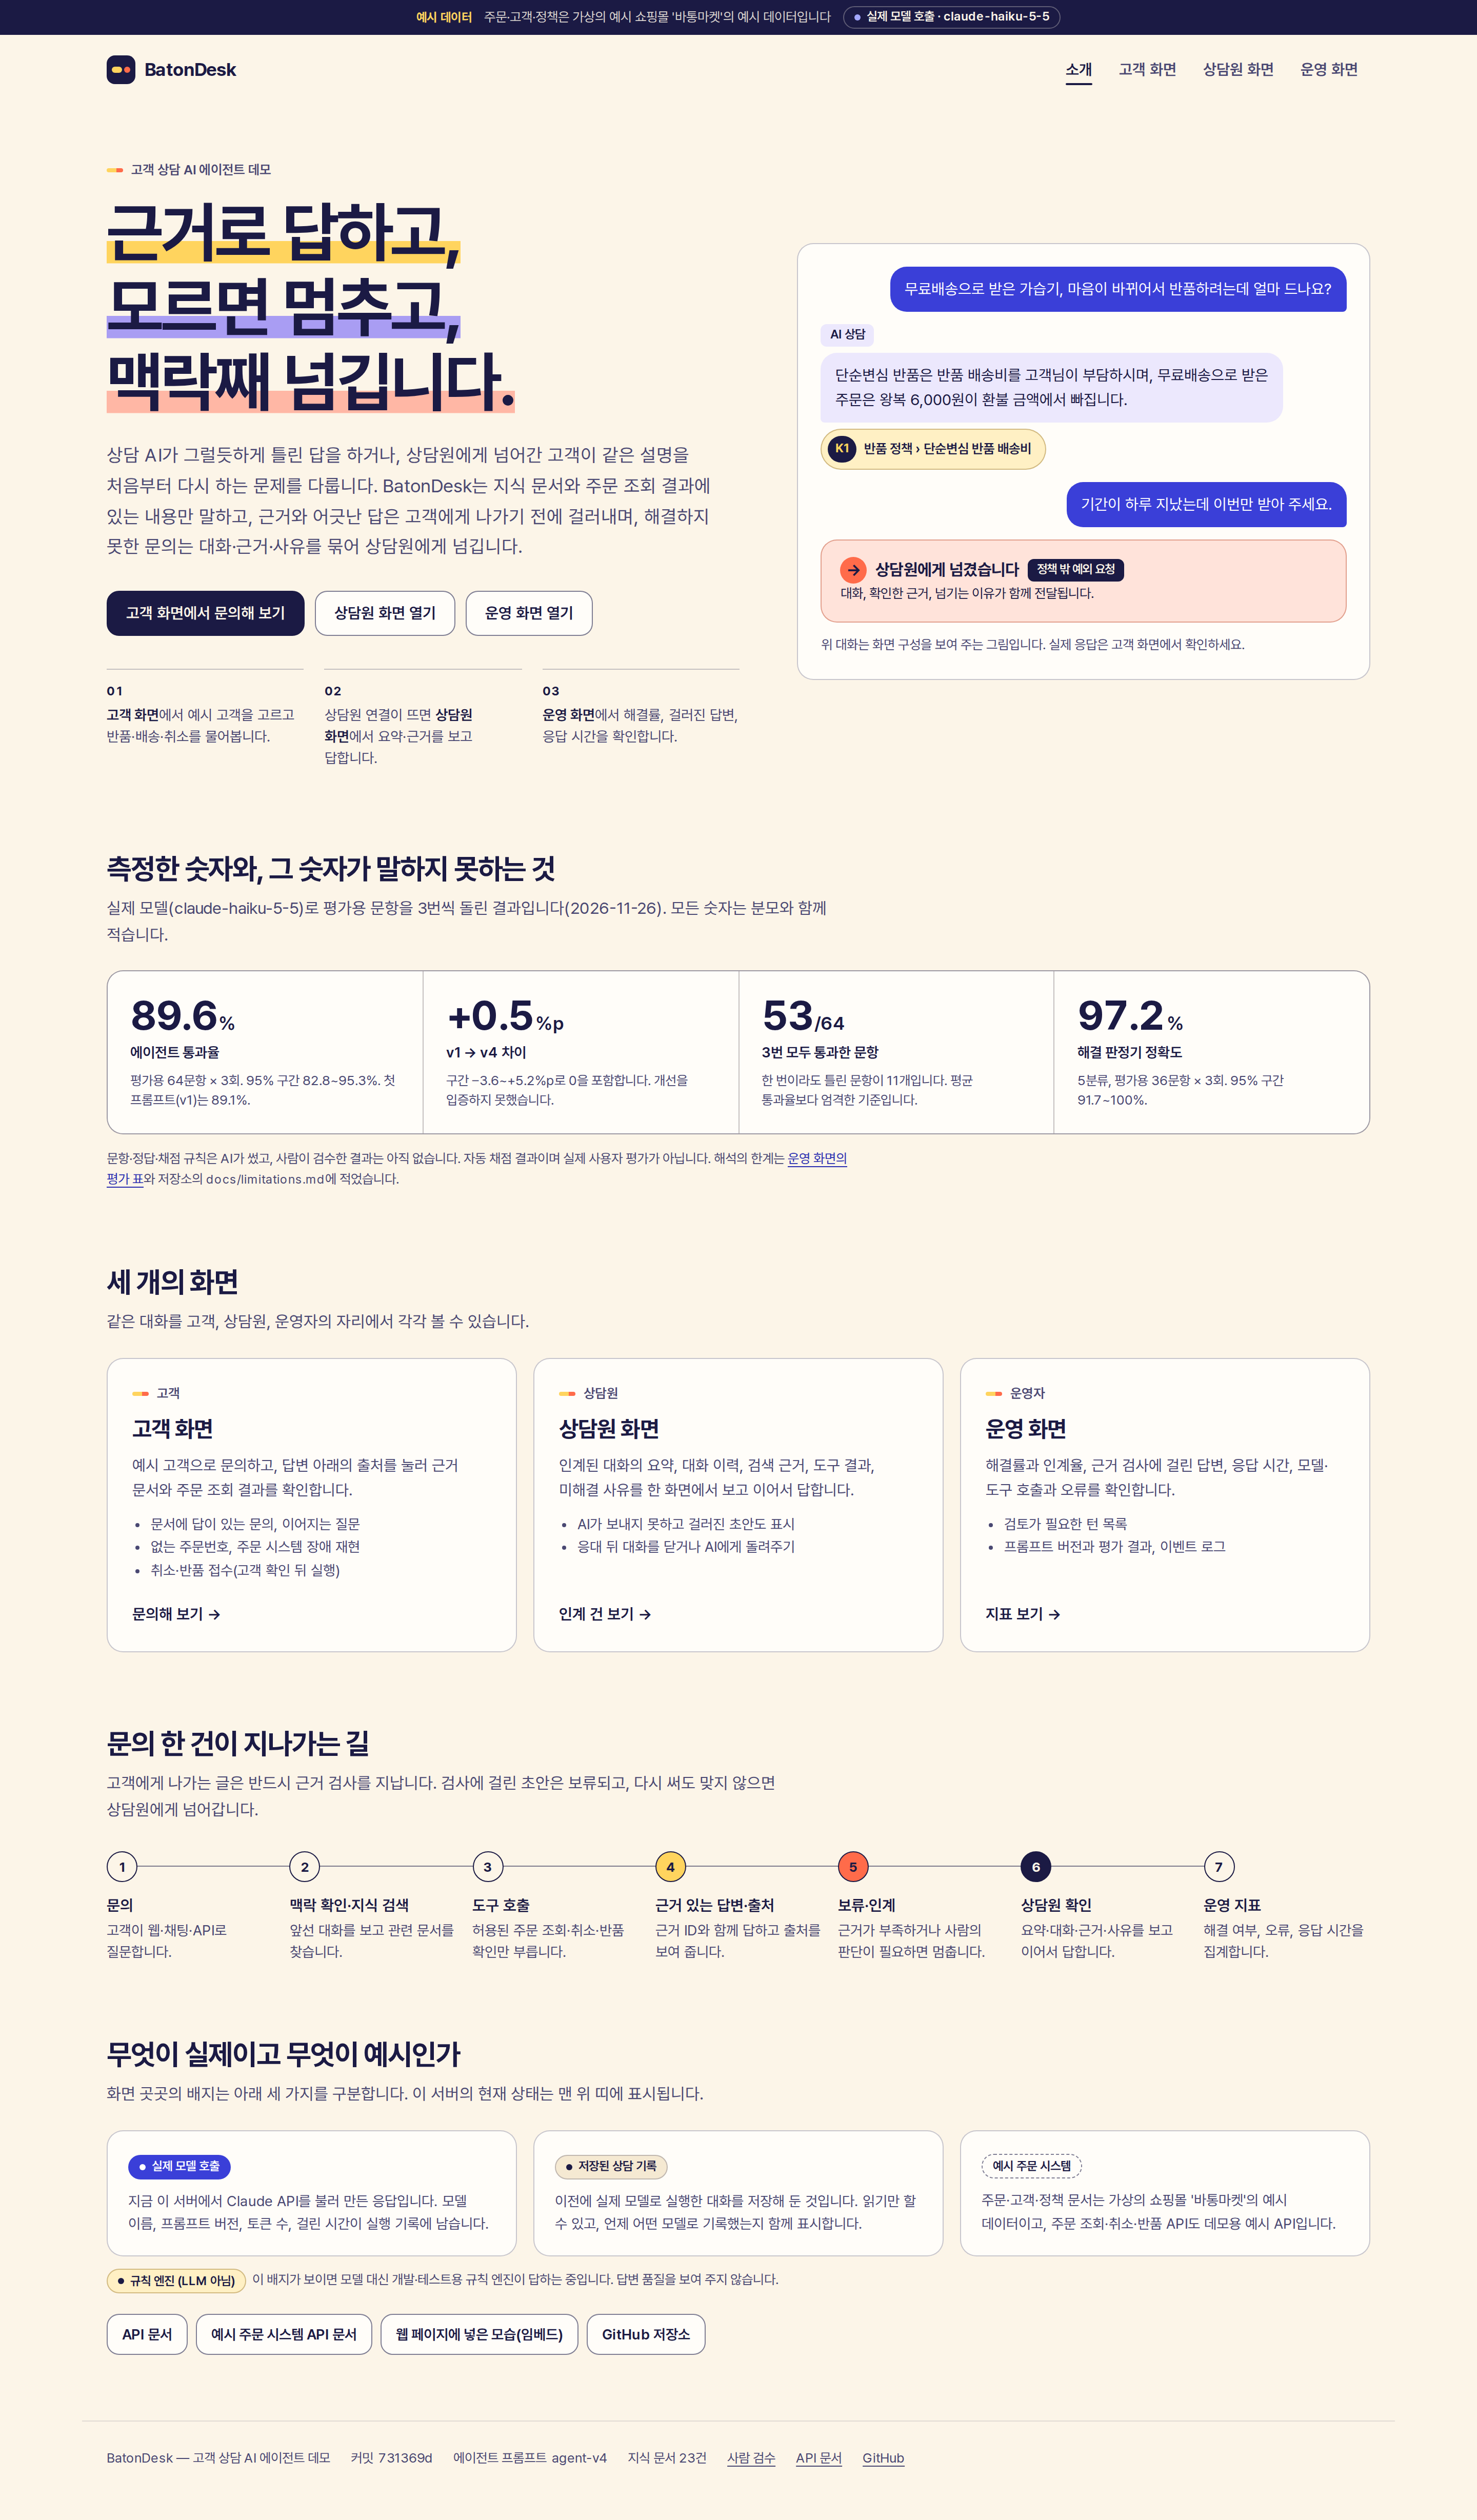 예시 데이터 주문·고객·정책은 가상의 예시 쇼핑몰 '바통마켓'의 예시 데이터입니다 실제 모델 호출 · claude-haiku-5-5
BatonDesk
소개 고객 화면 상담원 화면 운영 화면
고객 상담 AI 에이전트 데모
근거로 답하고,
모르면 멈추고,
맥락째 넘깁니다.
상담 AI가 그럴듯하게 틀린 답을 하거나, 상담원에게 넘어간 고객이 같은 설명을
처음부터 다시 하는 문제를 다룹니다. BatonDesk는 지식 문서와 주문 조회 결과에
있는 내용만 말하고, 근거와 어긋난 답은 고객에게 나가기 전에 걸러내며, 해결하지
못한 문의는 대화·근거·사유를 묶어 상담원에게 넘깁니다.
고객 화면에서 문의해 보기
상담원 화면 열기
운영 화면 열기
01
고객 화면에서 예시 고객을 고르고
반품·배송·취소를 물어봅니다.
02
상담원 연결이 뜨면 상담원
화면에서 요약·근거를 보고
답합니다.
03
운영 화면에서 해결률, 걸러진 답변,
응답 시간을 확인합니다.
무료배송으로 받은 가습기, 마음이 바뀌어서 반품하려는데 얼마 드나요?
AI 상담
단순변심 반품은 반품 배송비를 고객님이 부담하시며, 무료배송으로 받은
주문은 왕복 6,000원이 환불 금액에서 빠집니다.
K1 반품 정책 › 단순변심 반품 배송비
기간이 하루 지났는데 이번만 받아 주세요.
→ 상담원에게 넘겼습니다 정책 밖 예외 요청
대화, 확인한 근거, 넘기는 이유가 함께 전달됩니다.
위 대화는 화면 구성을 보여 주는 그림입니다. 실제 응답은 고객 화면에서 확인하세요.
측정한 숫자와, 그 숫자가 말하지 못하는 것
실제 모델(claude-haiku-5-5)로 평가용 문항을 3번씩 돌린 결과입니다(2026-11-26). 모든 숫자는 분모와 함께
적습니다.
89.6%
에이전트 통과율
평가용 64문항 × 3회. 95% 구간 82.8~95.3%. 첫
프롬프트(v1)는 89.1%.
+0.5%p
v1 → v4 차이
구간 −3.6~+5.2%p로 0을 포함합니다. 개선을
입증하지 못했습니다.
53/64
3번 모두 통과한 문항
한 번이라도 틀린 문항이 11개입니다. 평균
통과율보다 엄격한 기준입니다.
97.2%
해결 판정기 정확도
5분류, 평가용 36문항 × 3회. 95% 구간
91.7~100%.
문항·정답·채점 규칙은 AI가 썼고, 사람이 검수한 결과는 아직 없습니다. 자동 채점 결과이며 실제 사용자 평가가 아닙니다. 해석의 한계는 운영 화면의
평가 표와 저장소의 docs/limitations.md에 적었습니다.
세 개의 화면
같은 대화를 고객, 상담원, 운영자의 자리에서 각각 볼 수 있습니다.
고객
고객 화면
예시 고객으로 문의하고, 답변 아래의 출처를 눌러 근거
문서와 주문 조회 결과를 확인합니다.
• 문서에 답이 있는 문의, 이어지는 질문
• 없는 주문번호, 주문 시스템 장애 재현
• 취소·반품 접수(고객 확인 뒤 실행)
문의해 보기 →
상담원
상담원 화면
인계된 대화의 요약, 대화 이력, 검색 근거, 도구 결과,
미해결 사유를 한 화면에서 보고 이어서 답합니다.
• AI가 보내지 못하고 걸러진 초안도 표시
• 응대 뒤 대화를 닫거나 AI에게 돌려주기
인계 건 보기 →
운영자
운영 화면
해결률과 인계율, 근거 검사에 걸린 답변, 응답 시간, 모델·
도구 호출과 오류를 확인합니다.
• 검토가 필요한 턴 목록
• 프롬프트 버전과 평가 결과, 이벤트 로그
지표 보기 →
문의 한 건이 지나가는 길
고객에게 나가는 글은 반드시 근거 검사를 지납니다. 검사에 걸린 초안은 보류되고, 다시 써도 맞지 않으면
상담원에게 넘어갑니다.
1
문의
고객이 웹·채팅·API로
질문합니다.
2
맥락 확인·지식 검색
앞선 대화를 보고 관련 문서를
찾습니다.
3
도구 호출
허용된 주문 조회·취소·반품
확인만 부릅니다.
4
근거 있는 답변·출처
근거 ID와 함께 답하고 출처를
보여 줍니다.
5
보류·인계
근거가 부족하거나 사람의
판단이 필요하면 멈춥니다.
6
상담원 확인
요약·대화·근거·사유를 보고
이어서 답합니다.
7
운영 지표
해결 여부, 오류, 응답 시간을
집계합니다.
무엇이 실제이고 무엇이 예시인가
화면 곳곳의 배지는 아래 세 가지를 구분합니다. 이 서버의 현재 상태는 맨 위 띠에 표시됩니다.
실제 모델 호출
지금 이 서버에서 Claude API를 불러 만든 응답입니다. 모델
이름, 프롬프트 버전, 토큰 수, 걸린 시간이 실행 기록에 남습니다.
저장된 상담 기록
이전에 실제 모델로 실행한 대화를 저장해 둔 것입니다. 읽기만 할
수 있고, 언제 어떤 모델로 기록했는지 함께 표시합니다.
예시 주문 시스템
주문·고객·정책 문서는 가상의 쇼핑몰 '바통마켓'의 예시
데이터이고, 주문 조회·취소·반품 API도 데모용 예시 API입니다.
규칙 엔진 (LLM 아님) 이 배지가 보이면 모델 대신 개발·테스트용 규칙 엔진이 답하는 중입니다. 답변 품질을 보여 주지 않습니다.
API 문서
예시 주문 시스템 API 문서
웹 페이지에 넣은 모습(임베드)
GitHub 저장소
BatonDesk — 고객 상담 AI 에이전트 데모 커밋 731369d 에이전트 프롬프트 agent-v4 지식 문서 23건 사람 검수 API 문서 GitHub